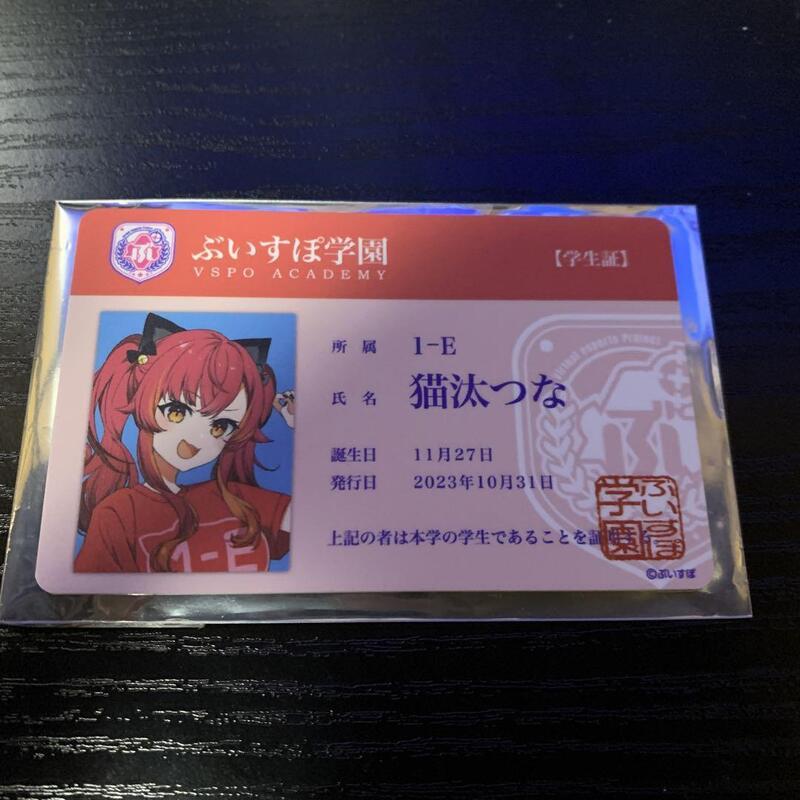 ぶいすぽ学園
VSPO ACADEMY
【学生証】
所属 1-E
氏名 猫汰つな
誕生日 11月27日
発行日 2023年10月31日
上記の者は本学の学生であることを証明する
ぶいすぽ
学園
©ぶいすぽ
1-E